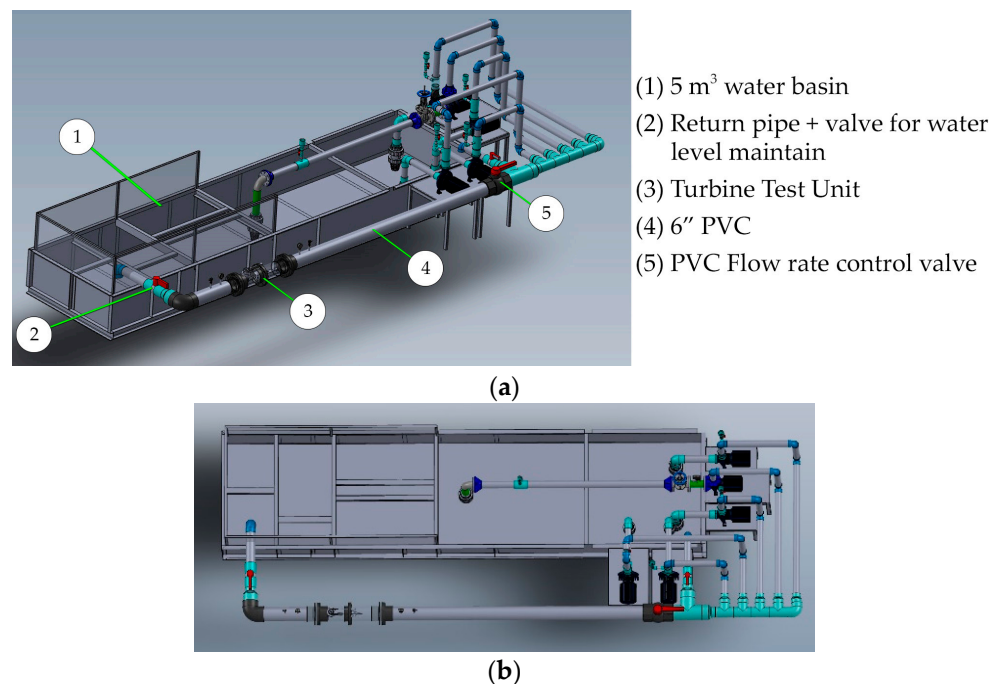 (1) 5 m³ water basin
(2) Return pipe + valve for water
level maintain
(3) Turbine Test Unit
(4) 6” PVC
(5) PVC Flow rate control valve
1
5
4
3
2
(a)
(b)